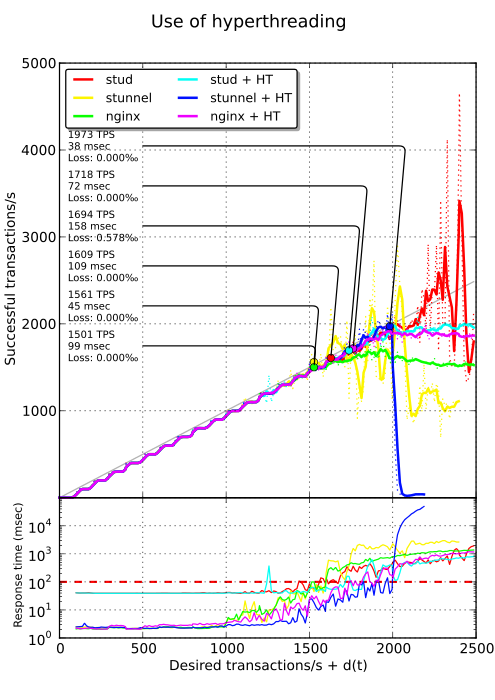 Use of hyperthreading
5000
4000
3000
2000
1000
Successful transactions/s
stud
stunnel
nginx
stud + HT
stunnel + HT
nginx + HT
1973 TPS
38 msec
Loss: 0.000‰
1718 TPS
72 msec
Loss: 0.000‰
1694 TPS
158 msec
Loss: 0.578‰
1609 TPS
109 msec
Loss: 0.000‰
1561 TPS
45 msec
Loss: 0.000‰
1501 TPS
99 msec
Loss: 0.000‰
Response time (msec)
10⁴
10³
10²
10¹
10⁰
0 500 1000 1500 2000 2500
Desired transactions/s + d(t)